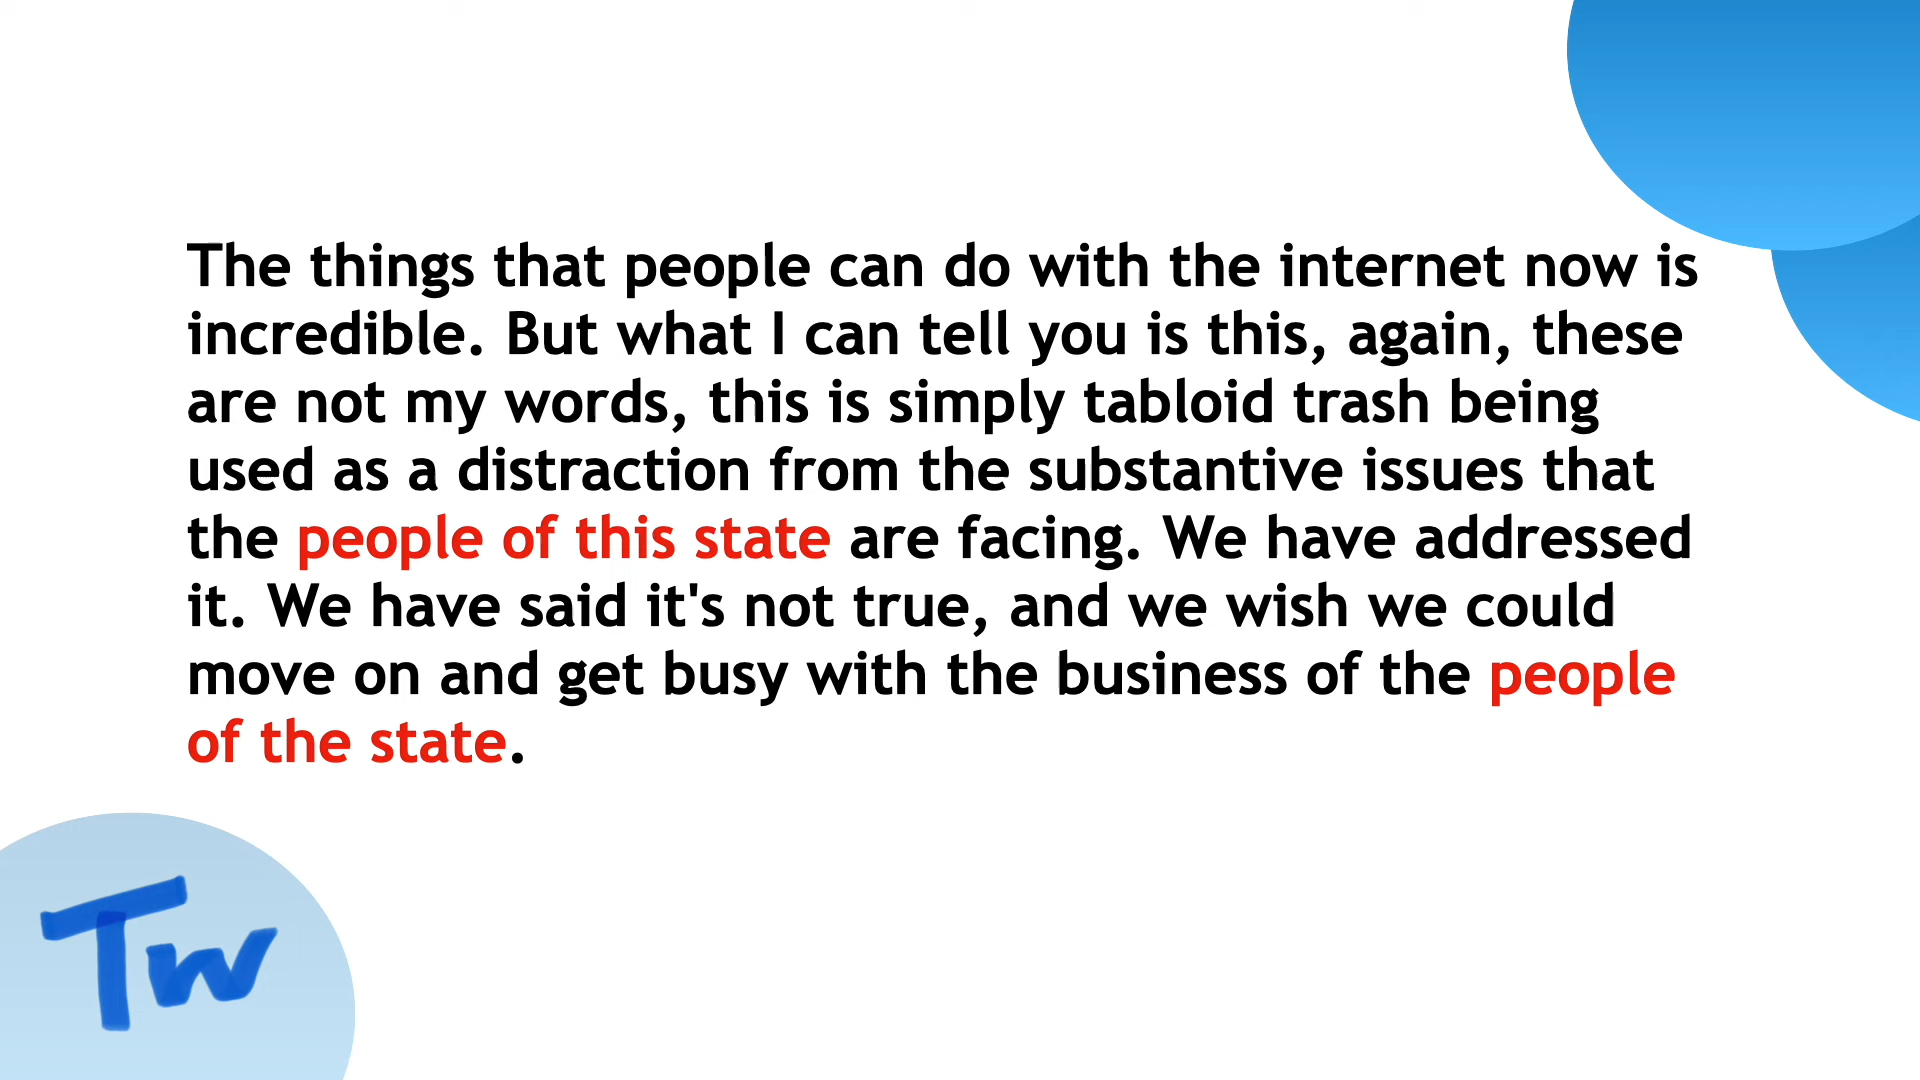 The things that people can do with the internet now is
incredible. But what I can tell you is this, again, these
are not my words, this is simply tabloid trash being
used as a distraction from the substantive issues that
the people of this state are facing. We have addressed
it. We have said it's not true, and we wish we could
move on and get busy with the business of the people
of the state.
Tw